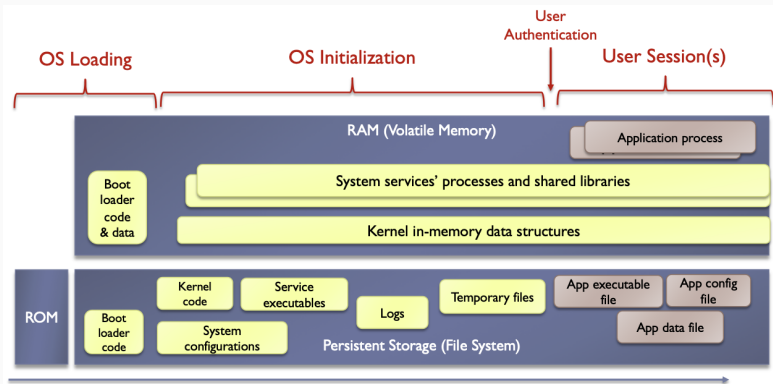 User
Authentication
OS Loading
OS Initialization
User Session(s)
RAM (Volatile Memory)
Application process
System services' processes and shared libraries
Boot
loader
code
& data
Kernel in-memory data structures
ROM
Boot
loader
code
Kernel
code
Service
executables
System
configurations
Logs
Temporary files
App executable
file
App config
file
App data file
Persistent Storage (File System)